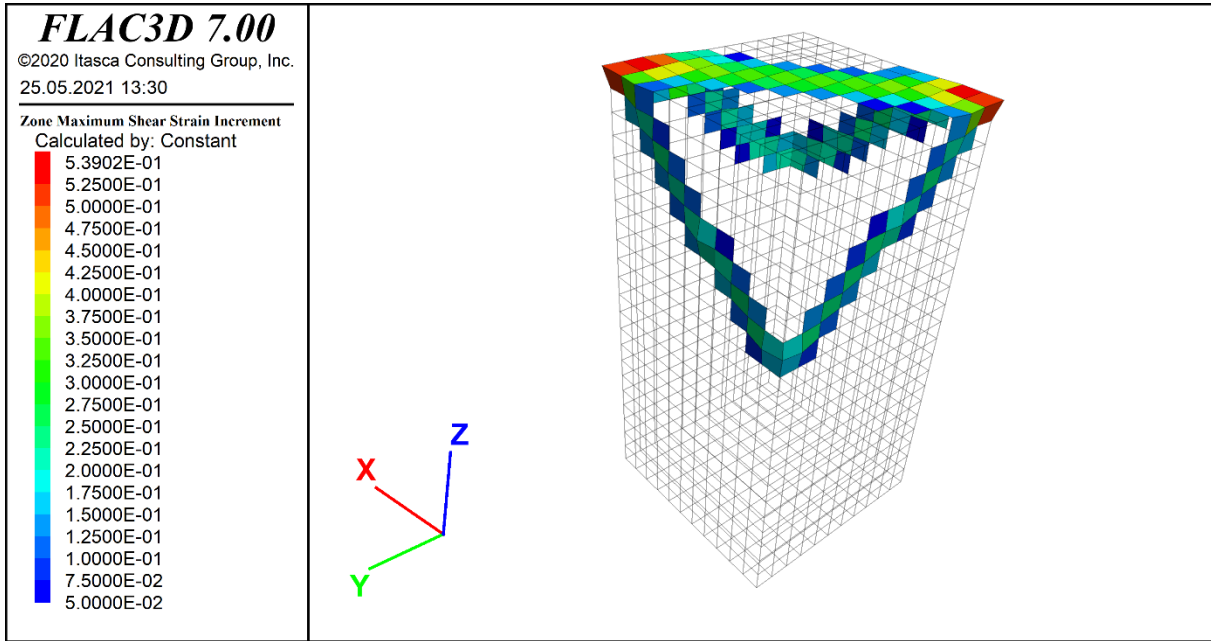 FLAC3D 7.00
©2020 Itasca Consulting Group, Inc.
25.05.2021 13:30
Zone Maximum Shear Strain Increment
Calculated by: Constant
5.3902E-01
5.2500E-01
5.0000E-01
4.7500E-01
4.5000E-01
4.2500E-01
4.0000E-01
3.7500E-01
3.5000E-01
3.2500E-01
3.0000E-01
2.7500E-01
2.5000E-01
2.2500E-01
2.0000E-01
1.7500E-01
1.5000E-01
1.2500E-01
1.0000E-01
7.5000E-02
5.0000E-02
Z
X
Y